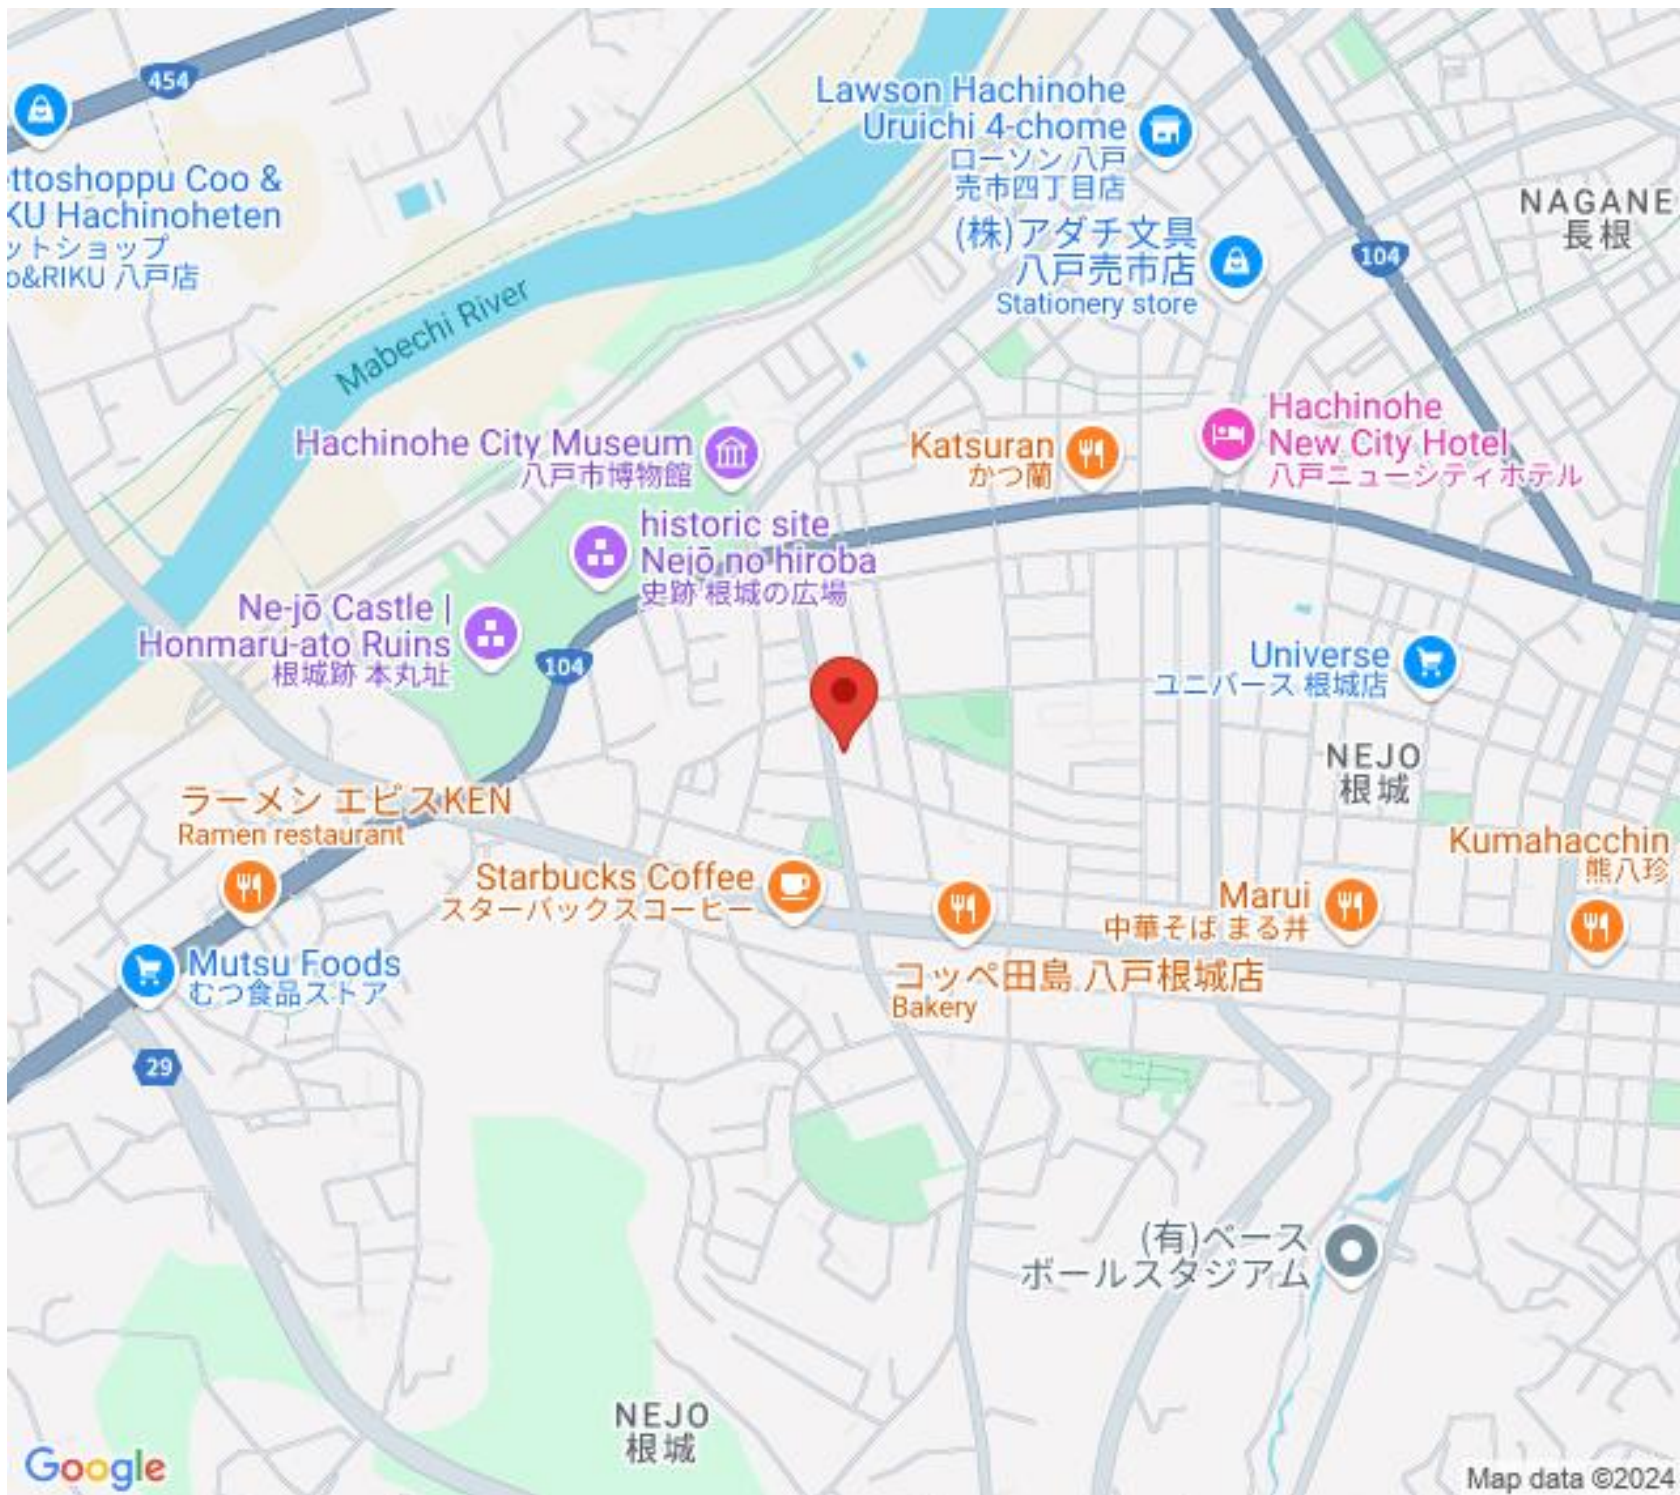 454
ettoshoppu Coo &
KU Hachinoheten
ットショップ
o&RIKU 八戸店
Mabechi River
Lawson Hachinohe
Uruichi 4-chome
ローソン 八戸
売市四丁目店
(株)アダチ文具
八戸売市店
Stationery store
NAGANE
長根
104
Hachinohe City Museum
八戸市博物館
Katsuran
かつ蘭
Hachinohe
New City Hotel
八戸ニューシティホテル
historic site
Nejō no hiroba
史跡 根城の広場
Ne-jō Castle |
Honmaru-ato Ruins
根城跡 本丸址
104
Universe
ユニバース 根城店
NEJO
根城
ラーメン エビスKEN
Ramen restaurant
Starbucks Coffee
スターバックスコーヒー
Kumahacchin
熊八珍
Marui
中華そば まる井
Mutsu Foods
むつ食品ストア
コッペ田島 八戸根城店
Bakery
29
(有)ベース
ボールスタジアム
NEJO
根城
Google
Map data ©2024